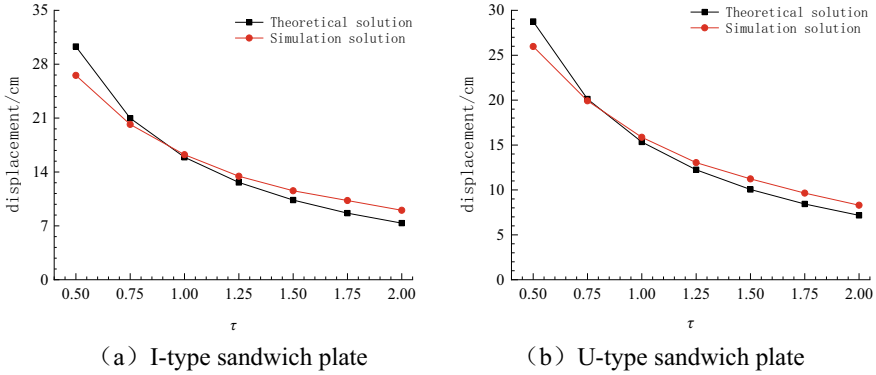 35
28
21
14
7
0
displacement/cm
Theoretical solution
Simulation solution
0.50 0.75 1.00 1.25 1.50 1.75 2.00
τ
（a）I-type sandwich plate
30
25
20
15
10
5
0
displacement/cm
Theoretical solution
Simulation solution
0.50 0.75 1.00 1.25 1.50 1.75 2.00
τ
（b）U-type sandwich plate